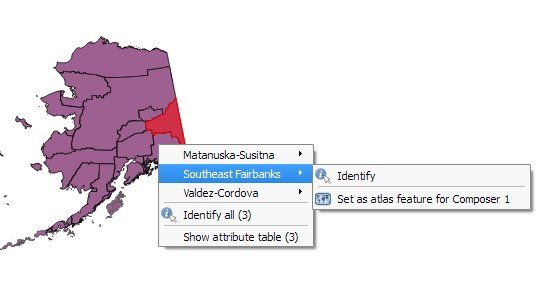 Matanuska-Susitna
Southeast Fairbanks
Valdez-Cordova
Identify all (3)
Show attribute table (3)
Identify
Set as atlas feature for Composer 1